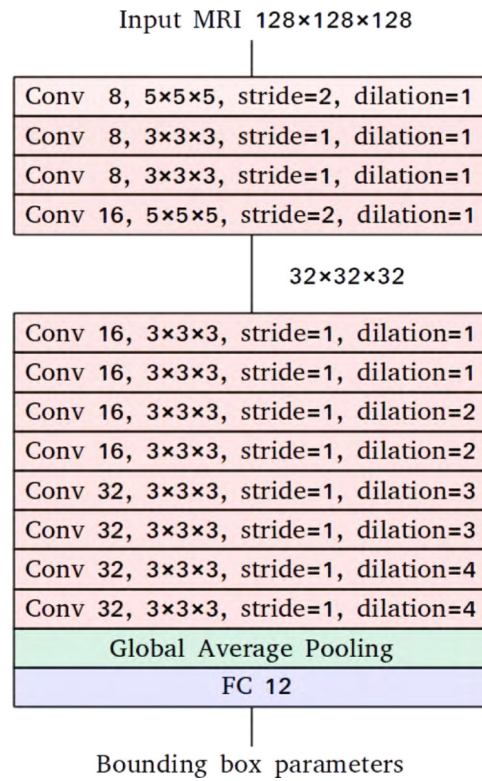 Input MRI 128×128×128
Conv 8, 5×5×5, stride=2, dilation=1
Conv 8, 3×3×3, stride=1, dilation=1
Conv 8, 3×3×3, stride=1, dilation=1
Conv 16, 5×5×5, stride=2, dilation=1
32×32×32
Conv 16, 3×3×3, stride=1, dilation=1
Conv 16, 3×3×3, stride=1, dilation=1
Conv 16, 3×3×3, stride=1, dilation=2
Conv 16, 3×3×3, stride=1, dilation=2
Conv 32, 3×3×3, stride=1, dilation=3
Conv 32, 3×3×3, stride=1, dilation=3
Conv 32, 3×3×3, stride=1, dilation=4
Conv 32, 3×3×3, stride=1, dilation=4
Global Average Pooling
FC 12
Bounding box parameters